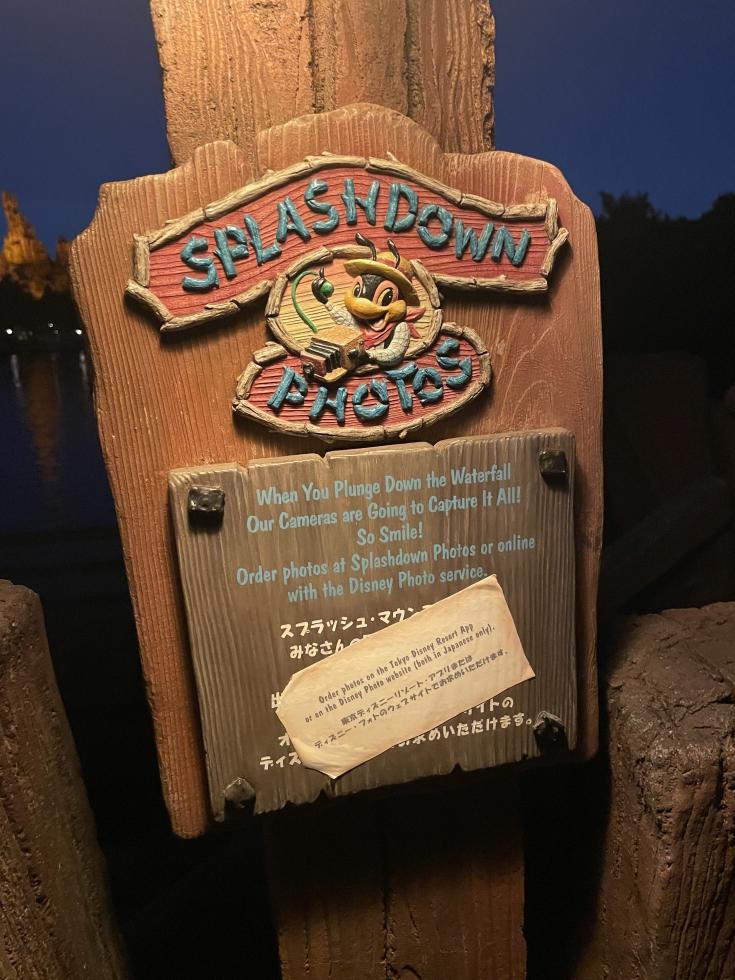 SPLASHDOWN
PHOTOS
When You Plunge Down the Waterfall
Our Cameras are Going to Capture It All!
So Smile!
Order photos at Splashdown Photos or online
with the Disney Photo service.
スプラッシュ・マウン
みなさんの
Order photos on the Tokyo Disney Resort App
or on the Disney Photo website (both in Japanese only).
東京ディズニーリゾート・アプリまたは
ディズニー・フォトのウェブサイトでお求めいただけます。
イトの
ディズ
お求めいただけます。